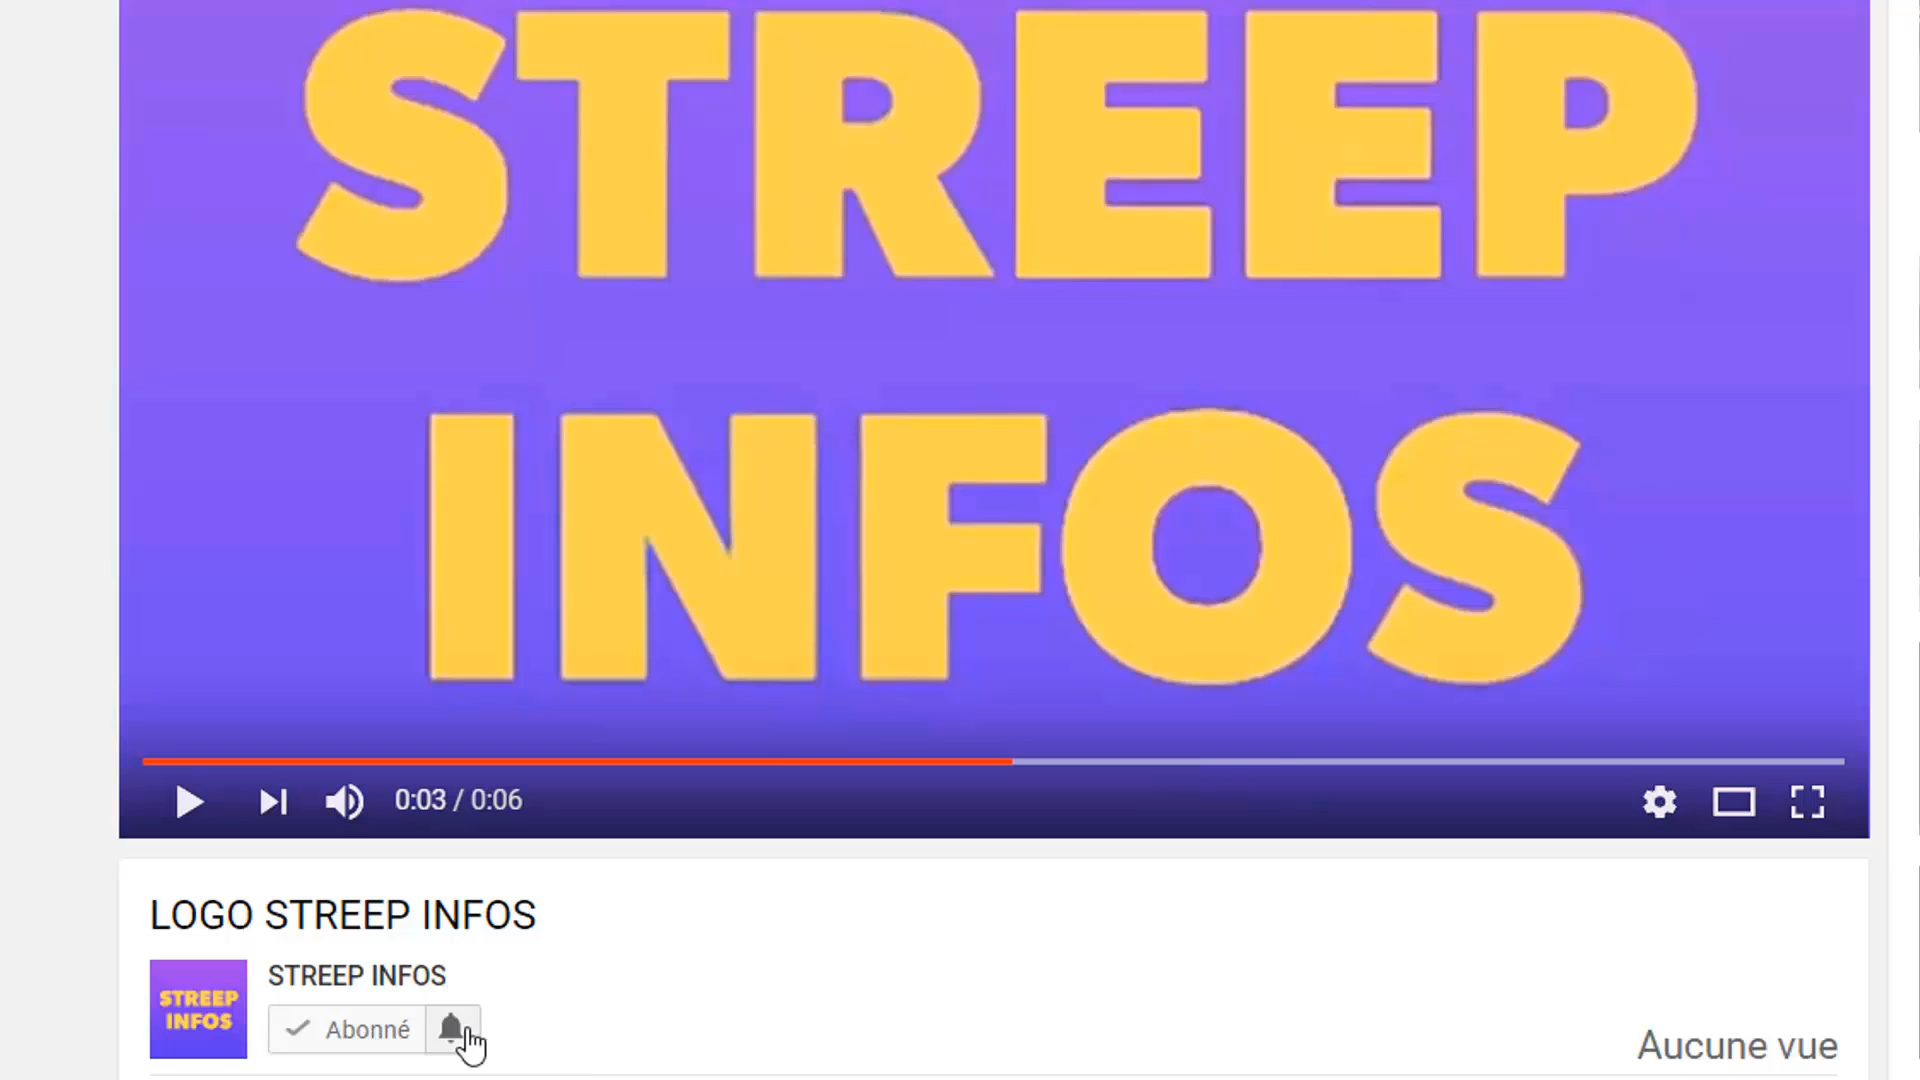 STREEP
INFOS
0:03 / 0:06
LOGO STREEP INFOS
STREEP INFOS
STREEP
INFOS
Abonné
Aucune vue